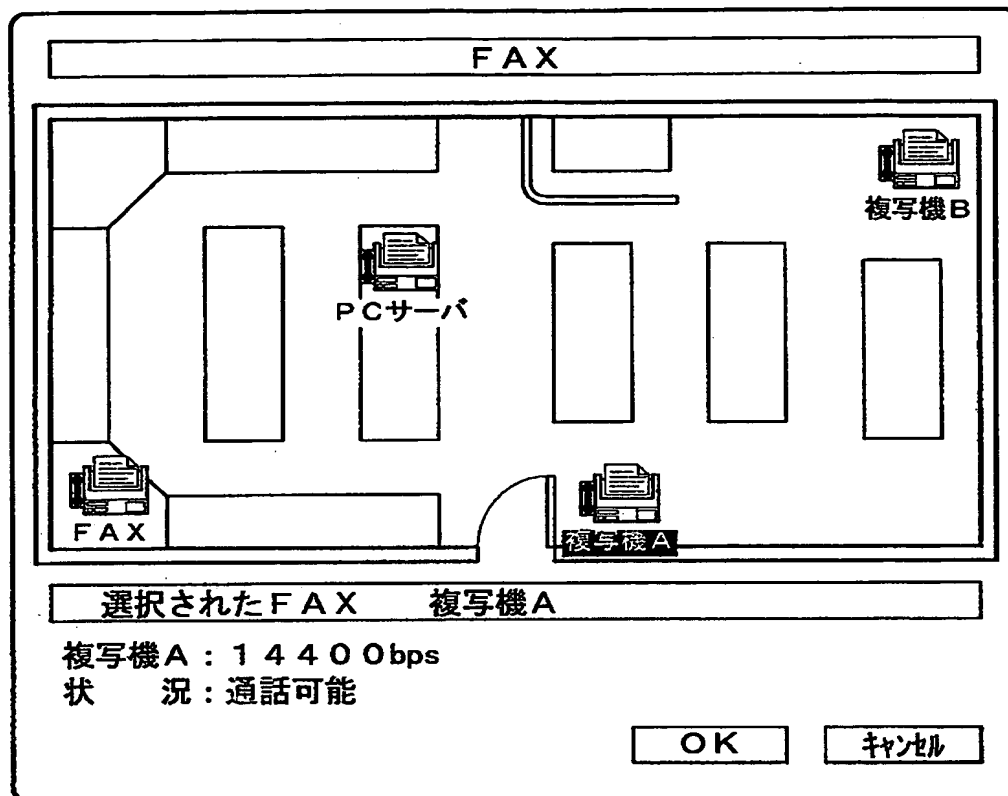 FAX
複写機B
PCサーバ
FAX
複写機A
選択されたFAX 複写機A
複写機A:14400bps
状 況:通話可能
OK キャンセル